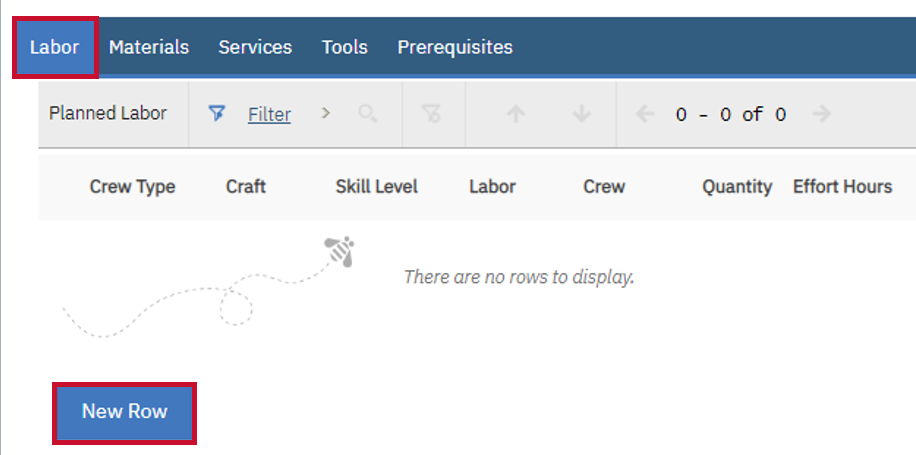 Labor Materials Services Tools Prerequisites
Planned Labor Filter 0 - 0 of 0
Crew Type Craft Skill Level Labor Crew Quantity Effort Hours
There are no rows to display.
New Row